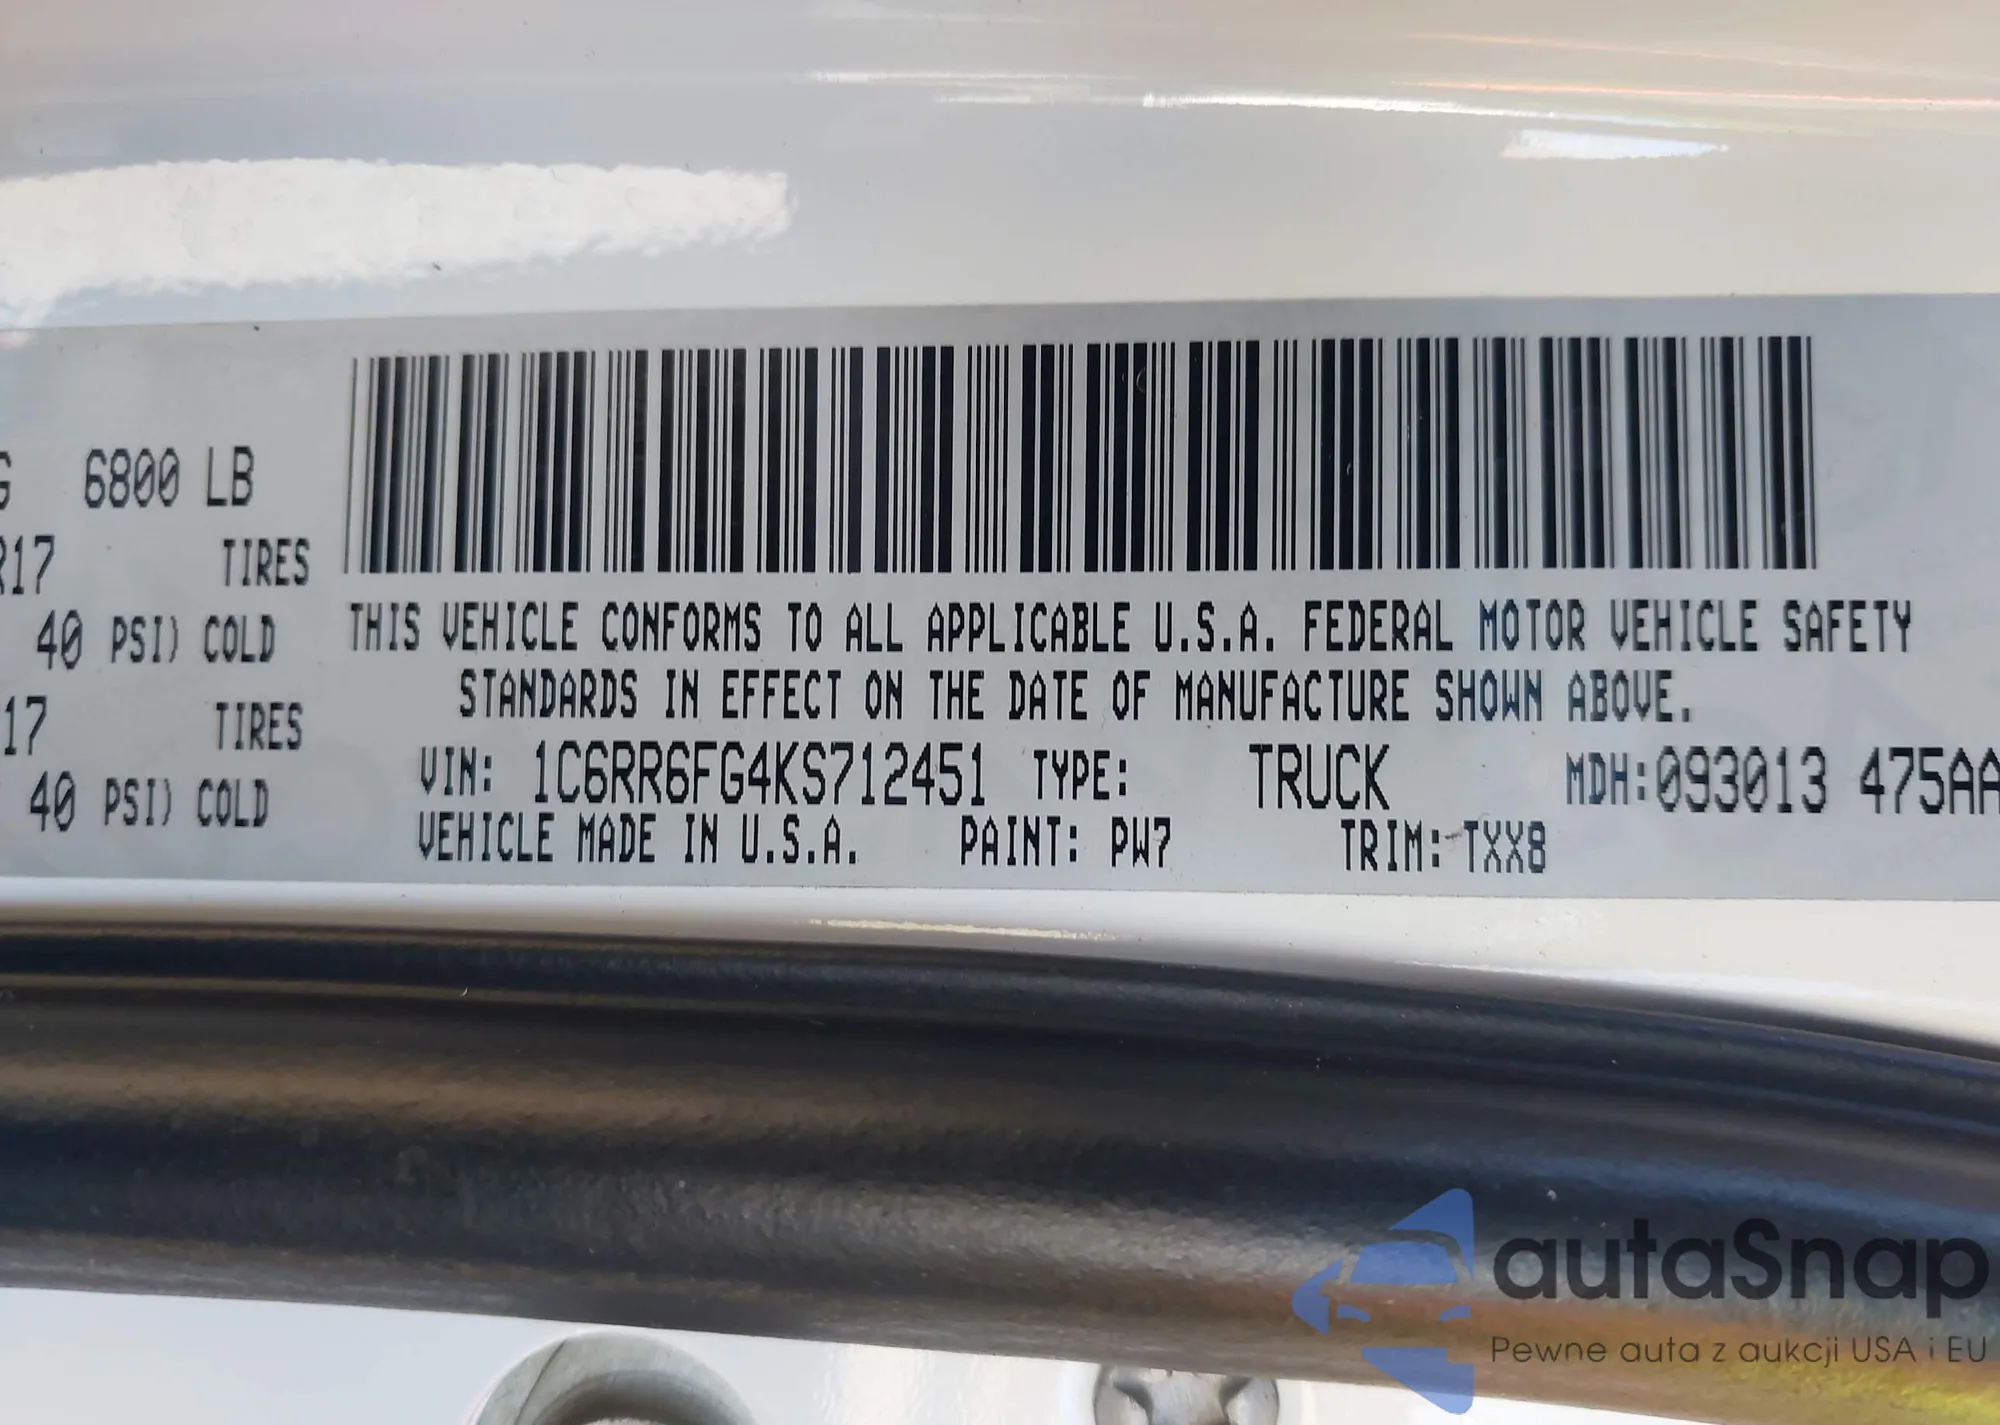 G 6800 LB
R17 TIRES
40 PSI) COLD
17 TIRES
40 PSI) COLD
THIS VEHICLE CONFORMS TO ALL APPLICABLE U.S.A. FEDERAL MOTOR VEHICLE SAFETY
STANDARDS IN EFFECT ON THE DATE OF MANUFACTURE SHOWN ABOVE.
VIN: 1C6RR6FG4KS712451 TYPE: TRUCK MDH:093013 475AA
VEHICLE MADE IN U.S.A. PAINT: PW7 TRIM: TXX8
autaSnap
Pewne auta z aukcji USA i EU